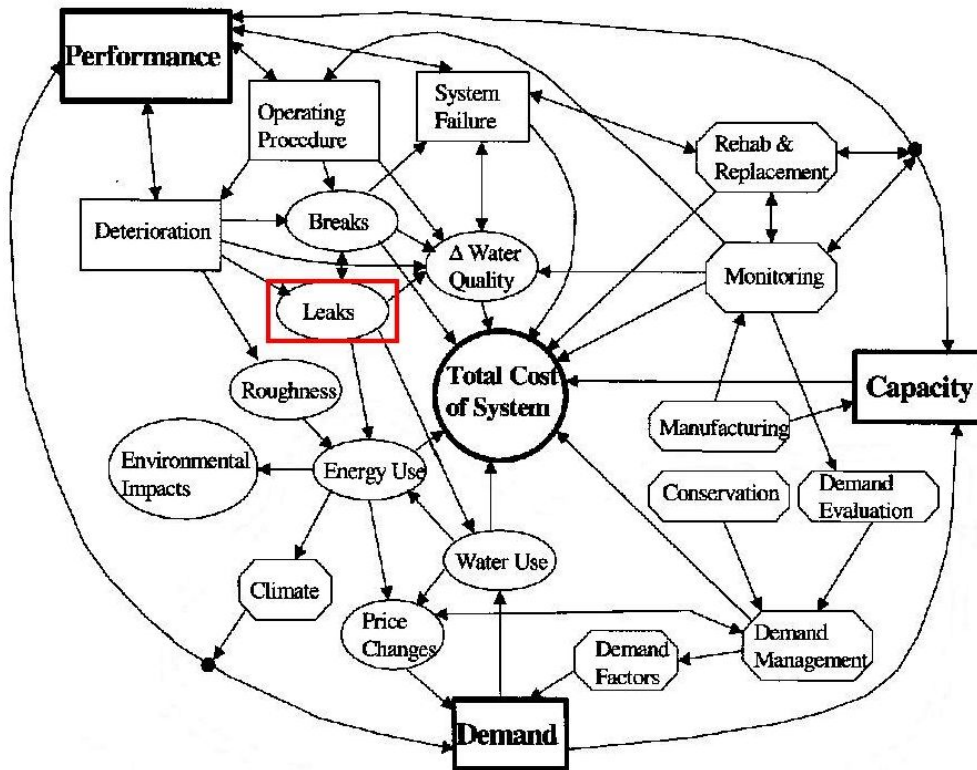 Performance
Operating
Procedure
System
Failure
Rehab &
Replacement
Deterioration
Breaks
Δ Water
Quality
Monitoring
Leaks
Total Cost
of System
Capacity
Roughness
Manufacturing
Environmental
Impacts
Energy Use
Conservation
Demand
Evaluation
Climate
Water Use
Price
Changes
Demand
Factors
Demand
Management
Demand